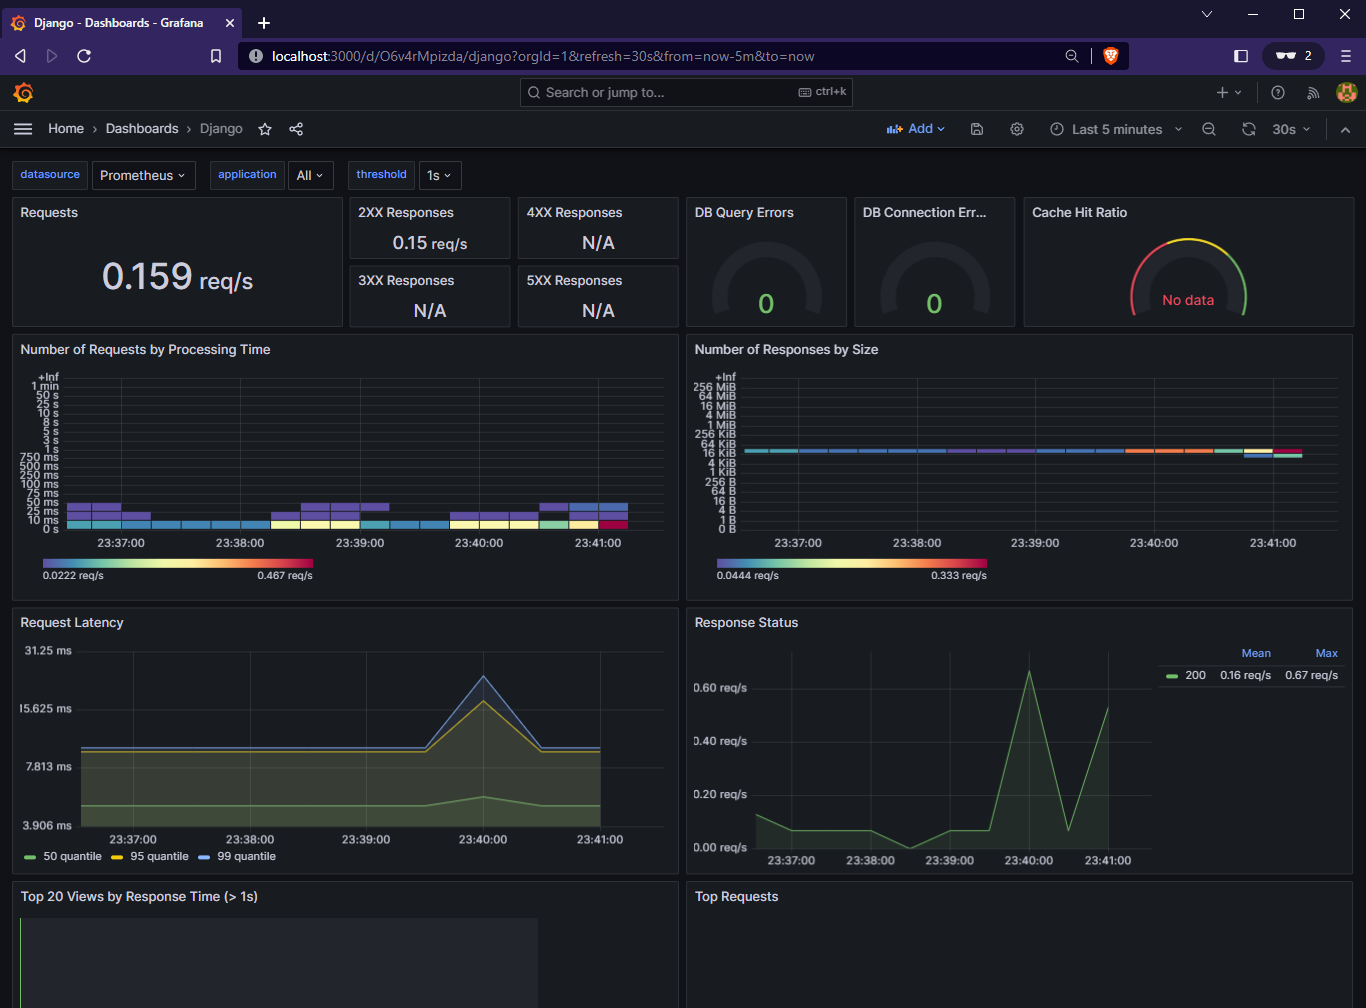 Django - Dashboards - Grafana
localhost:3000/d/O6v4rMpizda/django?orgId=1&refresh=30s&from=now-5m&to=now
2
Search or jump to...
ctrl+k
Home › Dashboards › Django
Add
Last 5 minutes
30s
datasource
Prometheus
application
All
threshold
1s
Requests
0.159 req/s
2XX Responses
0.15 req/s
4XX Responses
N/A
3XX Responses
N/A
5XX Responses
N/A
DB Query Errors
0
DB Connection Err...
0
Cache Hit Ratio
No data
Number of Requests by Processing Time
+Inf
1 min
50 s
25 s
10 s
8 s
5 s
3 s
1 s
750 ms
500 ms
250 ms
100 ms
75 ms
50 ms
25 ms
10 ms
0 s
23:37:00 23:38:00 23:39:00 23:40:00 23:41:00
0.0222 req/s 0.467 req/s
Number of Responses by Size
+Inf
256 MiB
64 MiB
16 MiB
4 MiB
1 MiB
256 KiB
64 KiB
16 KiB
4 KiB
1 KiB
256 B
64 B
16 B
4 B
1 B
0 B
23:37:00 23:38:00 23:39:00 23:40:00 23:41:00
0.0444 req/s 0.333 req/s
Request Latency
31.25 ms
15.625 ms
7.813 ms
3.906 ms
23:37:00 23:38:00 23:39:00 23:40:00 23:41:00
50 quantile 95 quantile 99 quantile
Response Status
0.60 req/s
0.40 req/s
0.20 req/s
0.00 req/s
23:37:00 23:38:00 23:39:00 23:40:00 23:41:00
Mean Max
200 0.16 req/s 0.67 req/s
Top 20 Views by Response Time (> 1s)
Top Requests